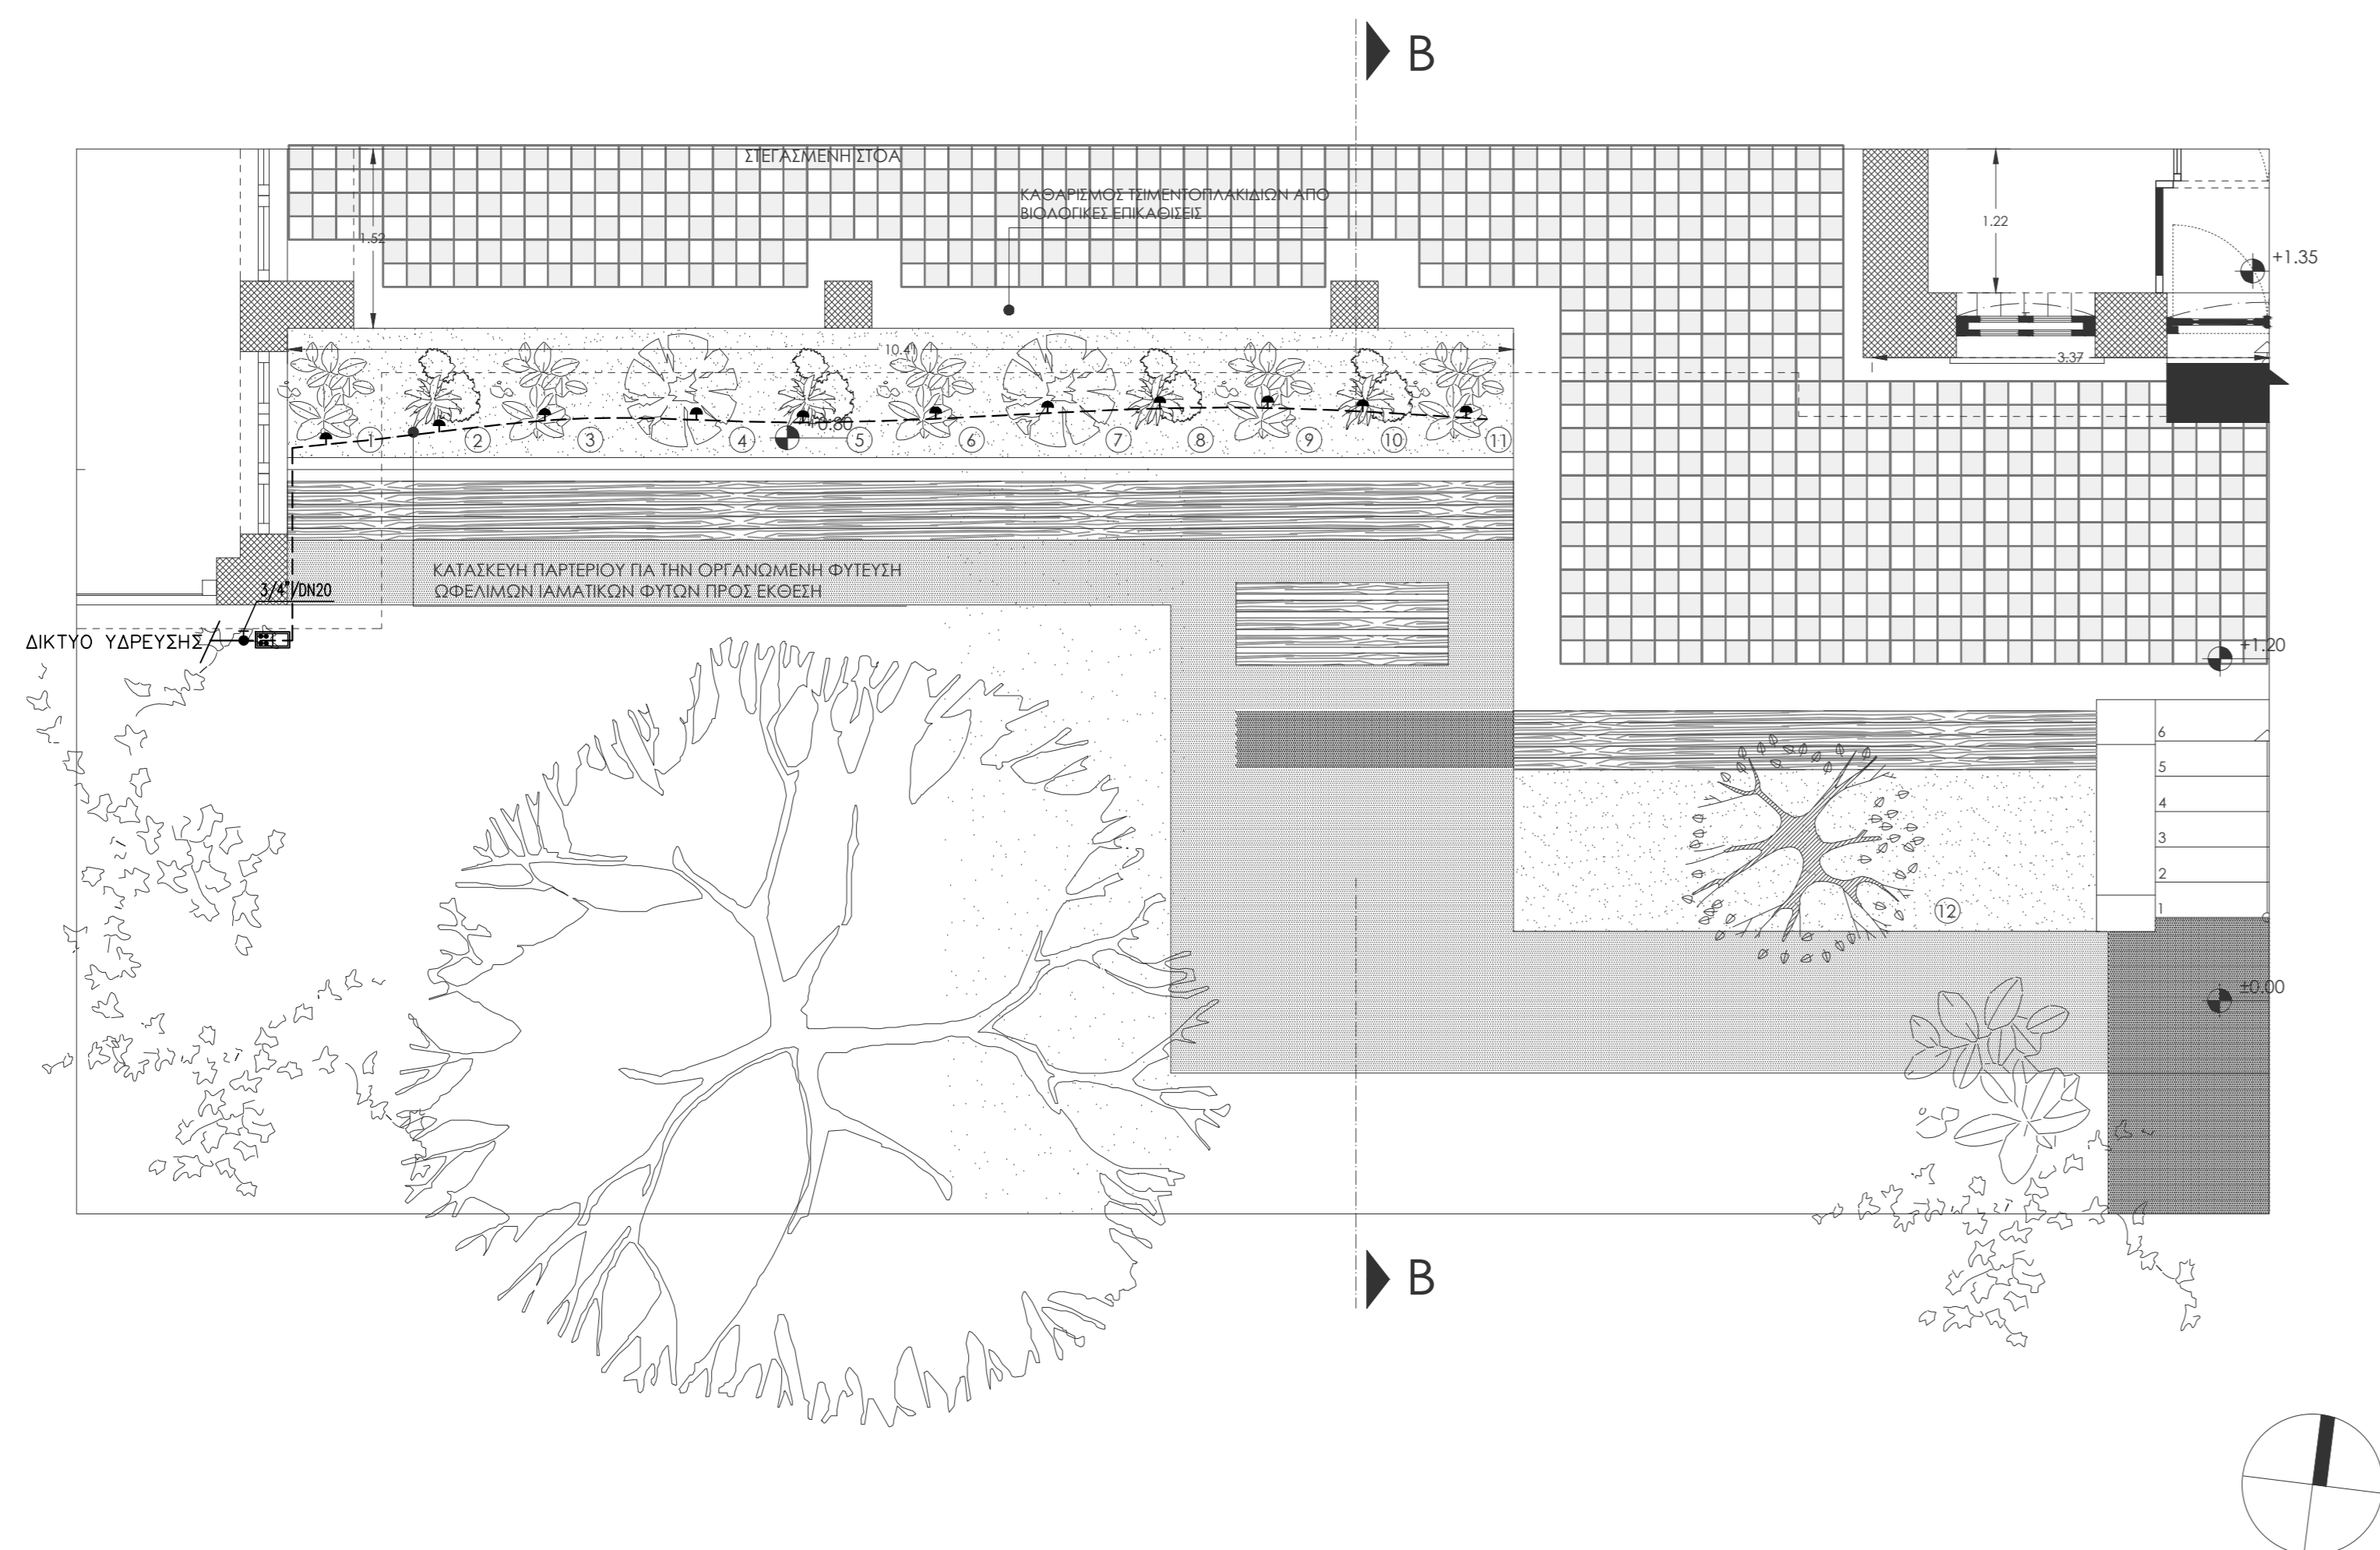 B
ΣΤΕΓΑΣΜΕΝΗ ΣΤΟΑ
ΚΑΘΑΡΙΣΜΟΣ ΤΣΙΜΕΝΤΟΠΛΑΚΙΔΙΩΝ ΑΠΟ
ΒΙΟΛΟΓΙΚΕΣ ΕΠΙΚΑΘΙΣΕΙΣ
1.52
1.22
+1.35
10.41
3.37
+0.80
1 2 3 4 5 6 7 8 9 10 11
ΚΑΤΑΣΚΕΥΗ ΠΑΡΤΕΡΙΟΥ ΓΙΑ ΤΗΝ ΟΡΓΑΝΩΜΕΝΗ ΦΥΤΕΥΣΗ
ΩΦΕΛΙΜΩΝ ΙΑΜΑΤΙΚΩΝ ΦΥΤΩΝ ΠΡΟΣ ΕΚΘΕΣΗ
3/4"/DN20
ΔΙΚΤΥΟ ΥΔΡΕΥΣΗΣ
+1.20
6
5
4
3
2
1
12
±0.00
B